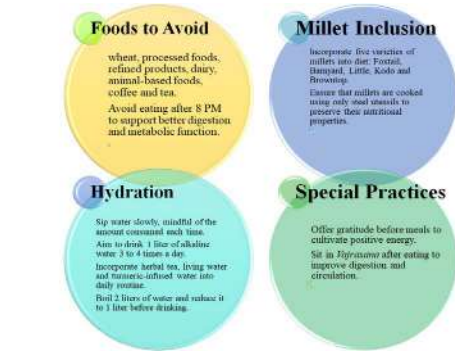 Foods to Avoid
wheat, processed foods,
refined products, dairy,
animal-based foods,
coffee and tea.
Avoid eating after 8 PM
to support better digestion
and metabolic function.
Millet Inclusion
Incorporate five varieties of
millets into diet: Foxtail,
Barnyard, Little, Kodo and
Browntop.
Ensure that millets are cooked
using only steel utensils to
preserve their nutritional
properties.
Hydration
Sip water slowly, mindful of the
amount consumed each time.
Aim to drink 1 liter of alkaline
water 3 to 4 times a day.
Incorporate herbal tea, living water
and turmeric-infused water into
daily routine.
Boil 2 liters of water and reduce it
to 1 liter before drinking.
Special Practices
Offer gratitude before meals to
cultivate positive energy.
Sit in Vajrasana after eating to
improve digestion and
circulation.